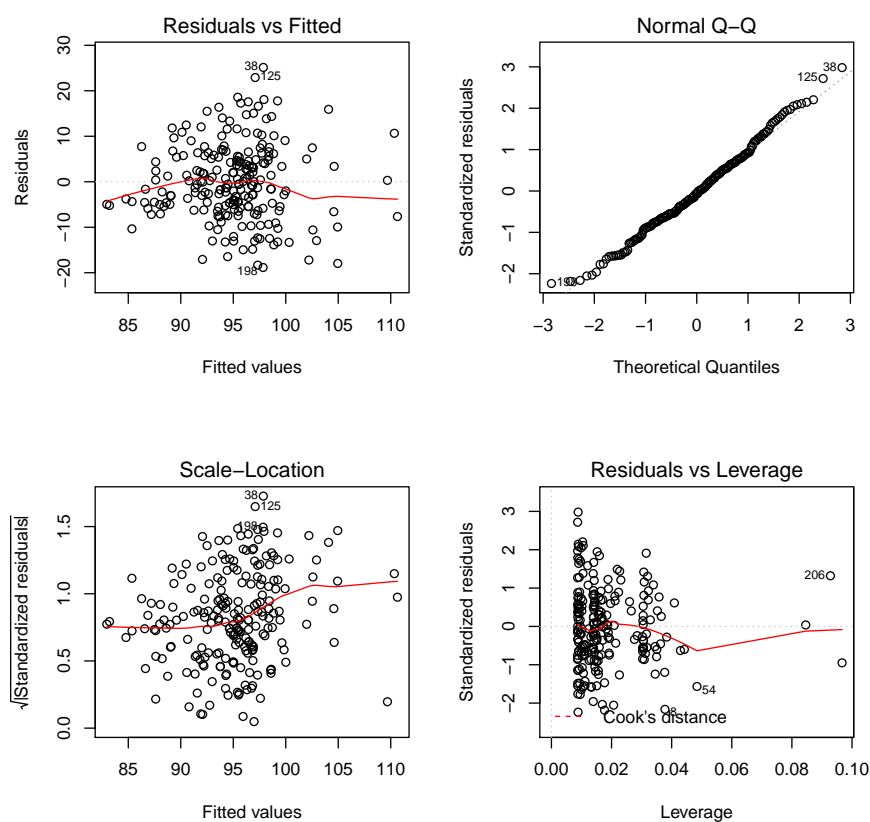 Residuals vs Fitted
30
20
10
0
−10
−20
Residuals
38
125
198
85 90 95 100 105 110
Fitted values
Normal Q−Q
3
2
1
0
−1
−2
Standardized residuals
38
125
−3 −2 −1 0 1 2 3
Theoretical Quantiles
Scale−Location
1.5
1.0
0.5
0.0
√|Standardized residuals|
38
125
198
85 90 95 100 105 110
Fitted values
Residuals vs Leverage
3
2
1
0
−1
−2
Standardized residuals
206
54
Cook's distance
0.00 0.02 0.04 0.06 0.08 0.10
Leverage